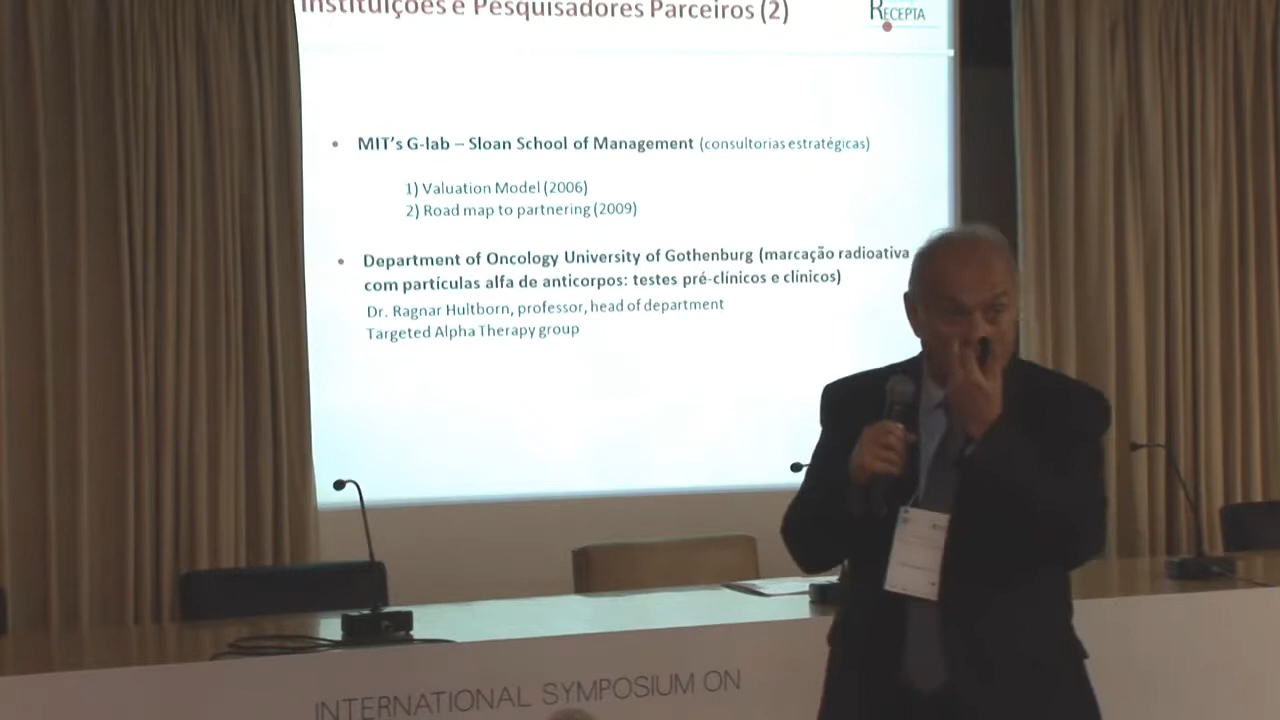 Instituições e Pesquisadores Parceiros (2)
RECEPTA
• MIT's G-lab – Sloan School of Management (consultorias estratégicas)
1) Valuation Model (2006)
2) Road map to partnering (2009)
• Department of Oncology University of Gothenburg (marcação radioativa
com partículas alfa de anticorpos: testes pré-clínicos e clínicos)
Dr. Ragnar Hultborn, professor, head of department
Targeted Alpha Therapy group
INTERNATIONAL SYMPOSIUM ON